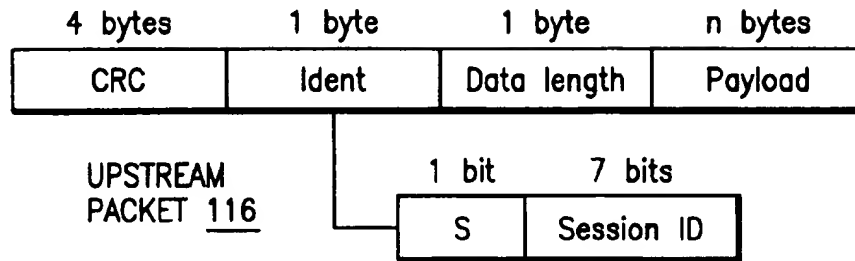 4 bytes 1 byte 1 byte n bytes
CRC Ident Data length Payload
UPSTREAM
PACKET 116
1 bit 7 bits
S Session ID